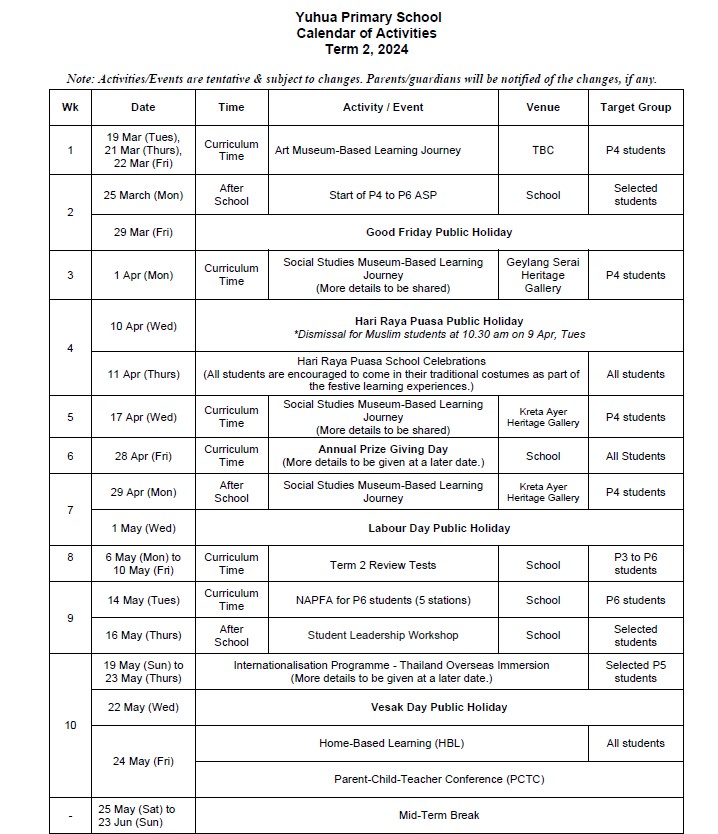 Yuhua Primary School
Calendar of Activities
Term 2, 2024
Note: Activities/Events are tentative & subject to changes. Parents/guardians will be notified of the changes, if any.
Wk Date Time Activity / Event Venue Target Group
1
19 Mar (Tues),
21 Mar (Thurs),
22 Mar (Fri)
Curriculum
Time
Art Museum-Based Learning Journey
TBC
P4 students
2
25 March (Mon)
After
School
Start of P4 to P6 ASP
School
Selected
students
29 Mar (Fri)
Good Friday Public Holiday
3
1 Apr (Mon)
Curriculum
Time
Social Studies Museum-Based Learning
Journey
(More details to be shared)
Geylang Serai
Heritage
Gallery
P4 students
4
10 Apr (Wed)
Hari Raya Puasa Public Holiday
*Dismissal for Muslim students at 10.30 am on 9 Apr, Tues
11 Apr (Thurs)
Hari Raya Puasa School Celebrations
(All students are encouraged to come in their traditional costumes as part of
the festive learning experiences.)
All students
5
17 Apr (Wed)
Curriculum
Time
Social Studies Museum-Based Learning
Journey
(More details to be shared)
Kreta Ayer
Heritage Gallery
P4 students
6
28 Apr (Fri)
Curriculum
Time
Annual Prize Giving Day
(More details to be given at a later date.)
School
All Students
7
29 Apr (Mon)
After
School
Social Studies Museum-Based Learning
Journey
Kreta Ayer
Heritage Gallery
P4 students
1 May (Wed)
Labour Day Public Holiday
8
6 May (Mon) to
10 May (Fri)
Curriculum
Time
Term 2 Review Tests
School
P3 to P6
students
9
14 May (Tues)
Curriculum
Time
NAPFA for P6 students (5 stations)
School
P6 students
16 May (Thurs)
After
School
Student Leadership Workshop
School
Selected
students
10
19 May (Sun) to
23 May (Thurs)
Internationalisation Programme - Thailand Overseas Immersion
(More details to be given at a later date.)
Selected P5
students
22 May (Wed)
Vesak Day Public Holiday
24 May (Fri)
Home-Based Learning (HBL)
All students
Parent-Child-Teacher Conference (PCTC)
-
25 May (Sat) to
23 Jun (Sun)
Mid-Term Break